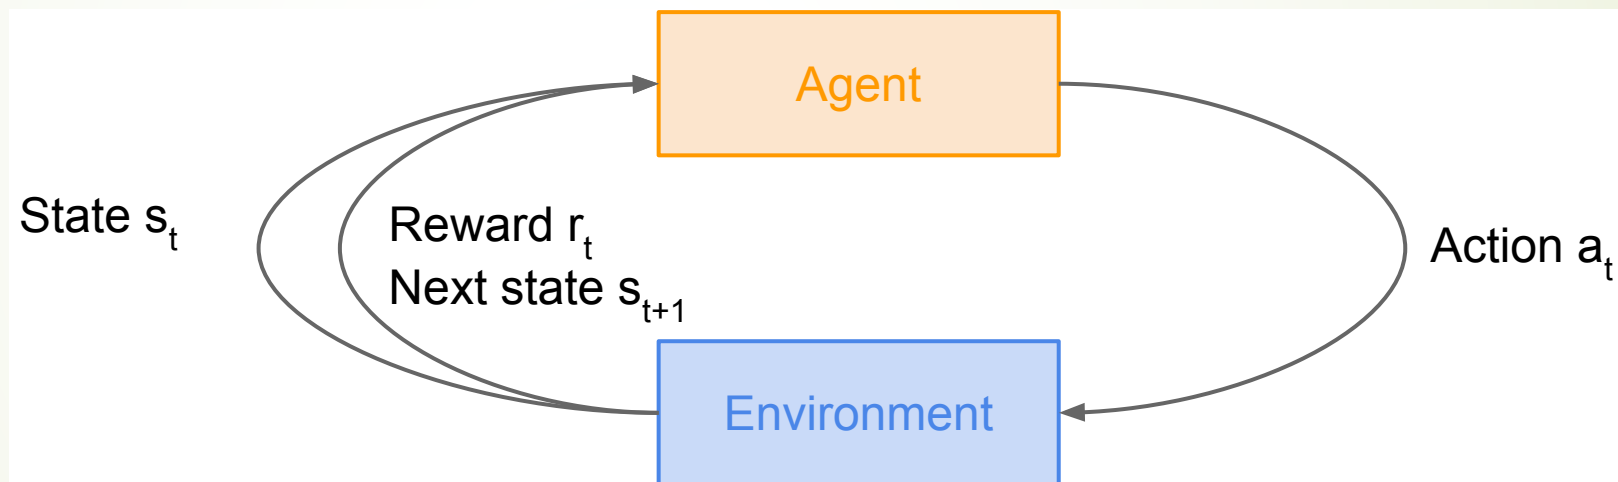 Agent
State sₜ
Reward rₜ
Next state sₜ₊₁
Action aₜ
Environment